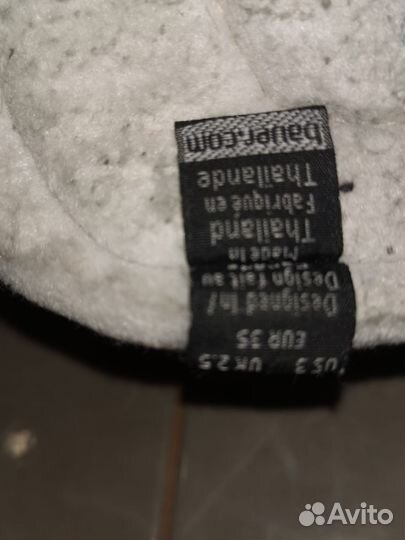 US 3 UK 2.5
EUR 35
Designed in/
Design fait au
Made in
Thailand
Fabriqué en
Thaïlande
bauer.com
Avito